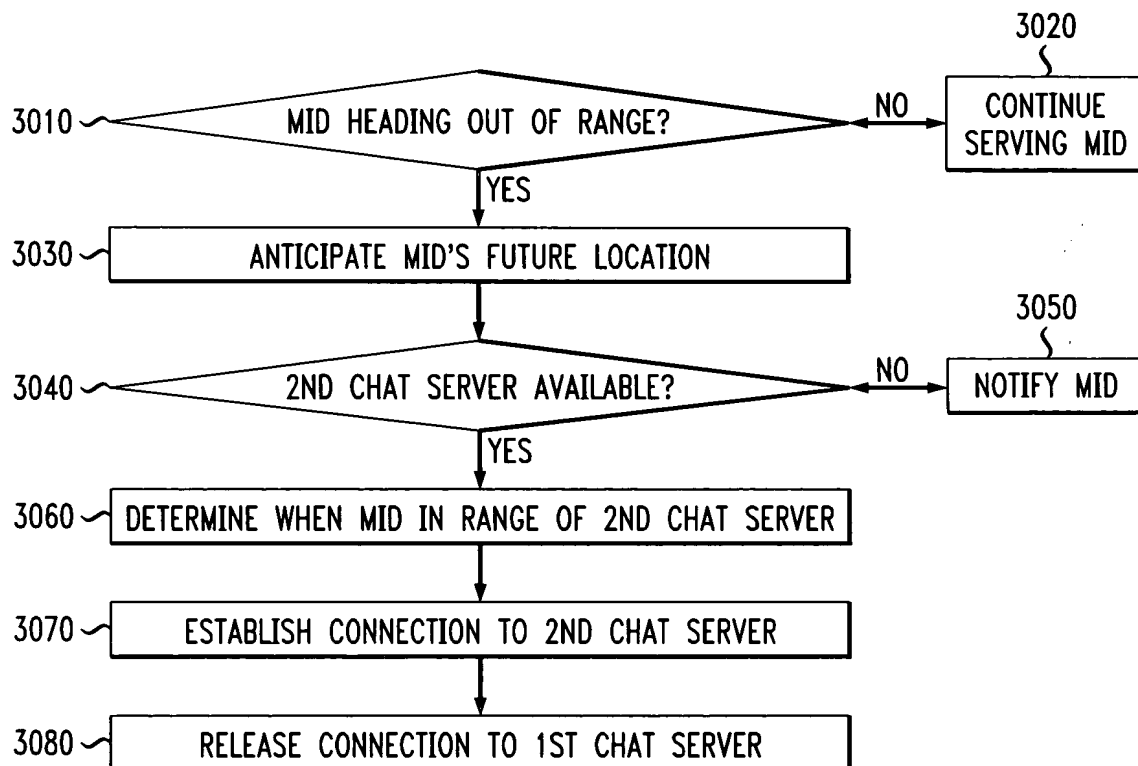 3020
3010
MID HEADING OUT OF RANGE?
NO
CONTINUE
SERVING MID
YES
3030
ANTICIPATE MID'S FUTURE LOCATION
3050
3040
2ND CHAT SERVER AVAILABLE?
NO
NOTIFY MID
YES
3060
DETERMINE WHEN MID IN RANGE OF 2ND CHAT SERVER
3070
ESTABLISH CONNECTION TO 2ND CHAT SERVER
3080
RELEASE CONNECTION TO 1ST CHAT SERVER